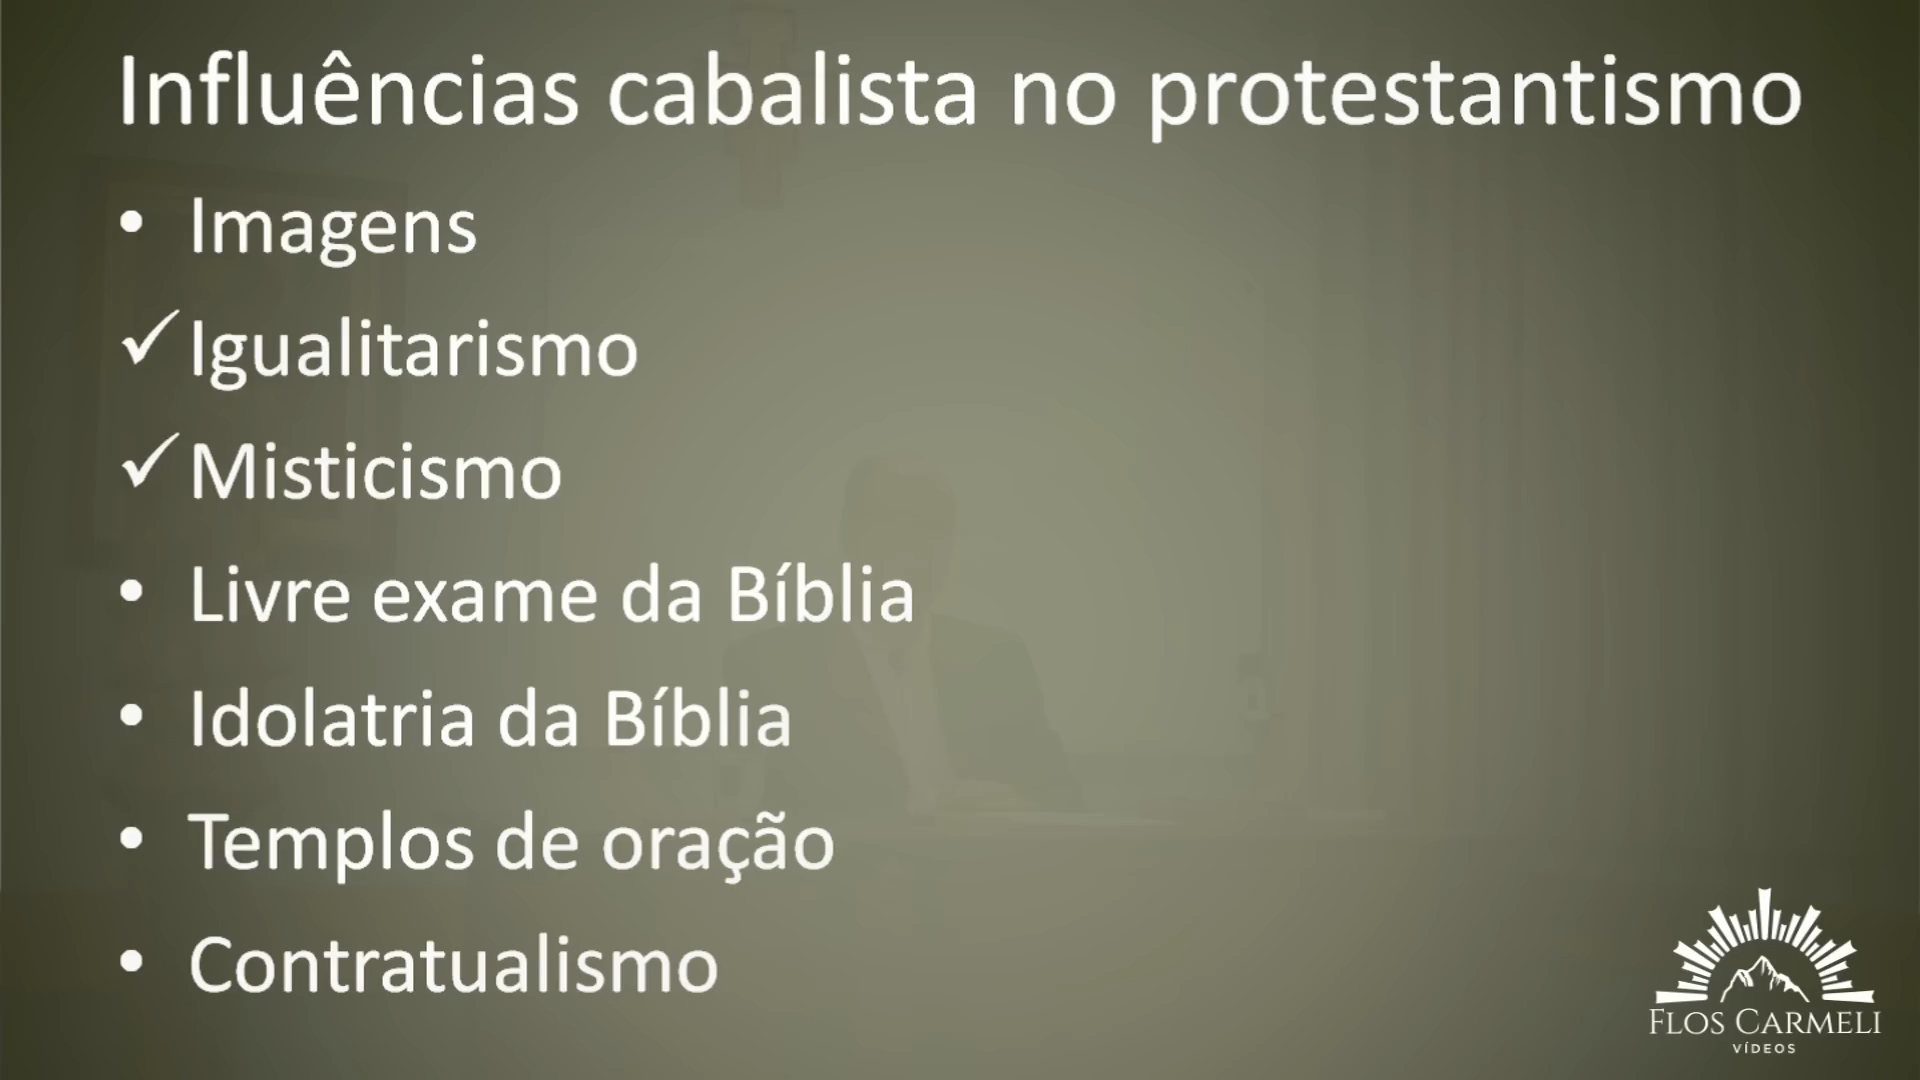 Influências cabalista no protestantismo
• Imagens
✓ Igualitarismo
✓ Misticismo
• Livre exame da Bíblia
• Idolatria da Bíblia
• Templos de oração
• Contratualismo
FLOS CARMELI
VÍDEOS